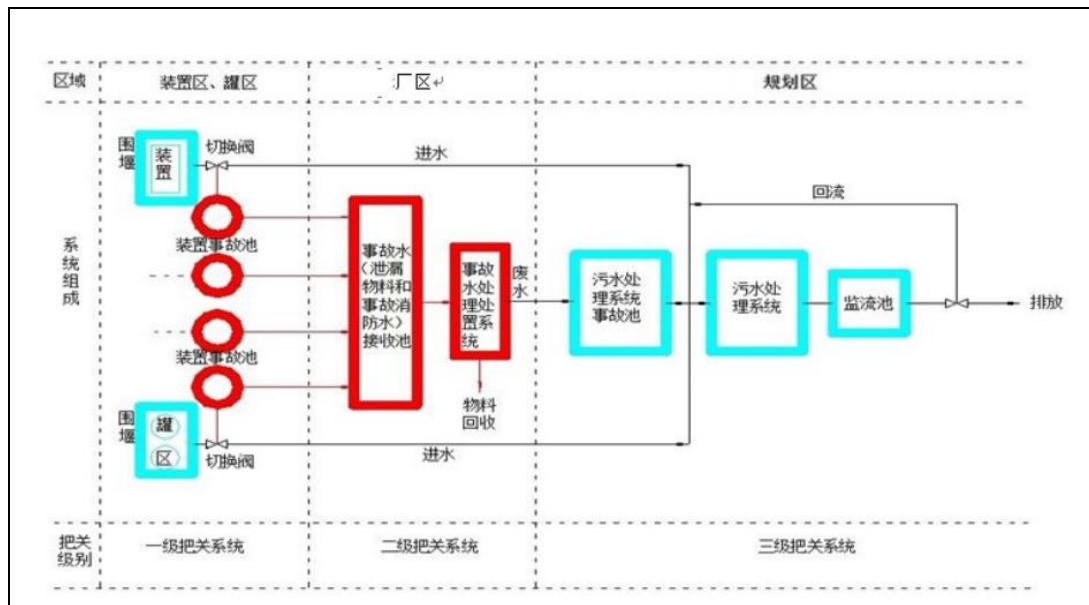 区域
装置区、罐区
厂区
规划区
围堰
装置
切换阀
进水
回流
装置事故池
系统组成
事故水
（泄漏
物料和
事故消
防水）
接收池
事故
水处
理处
置系
统
废水
污水处
理系统
事故池
污水处
理系统
监流池
排放
装置事故池
物料
回收
围堰
罐
区
切换阀
进水
把关
级别
一级把关系统
二级把关系统
三级把关系统